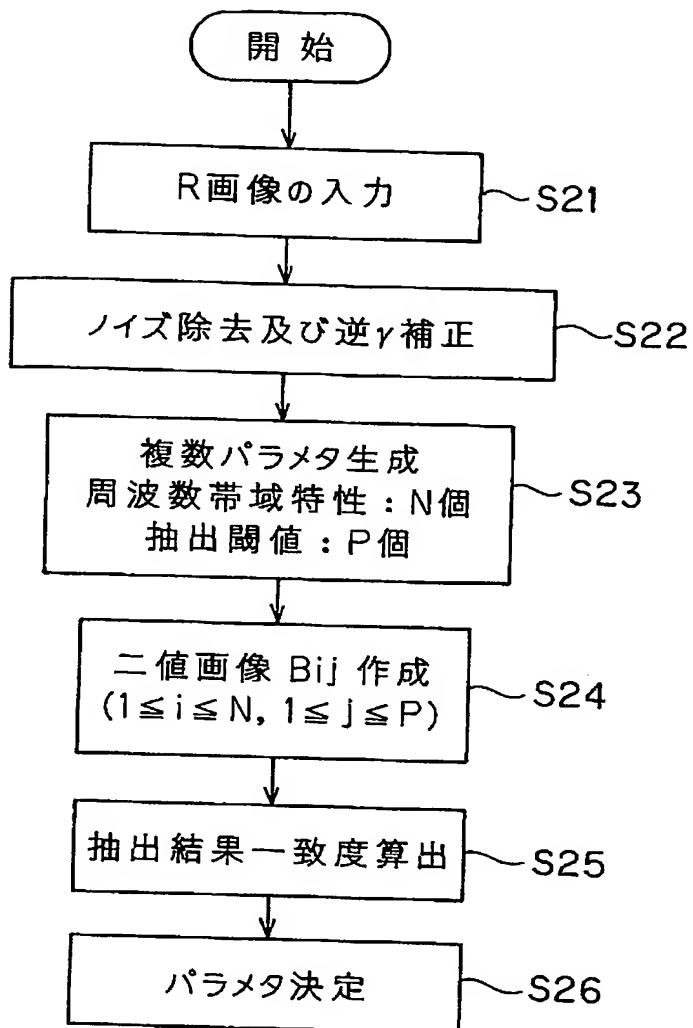 開始
R画像の入力
S21
ノイズ除去及び逆γ補正
S22
複数パラメタ生成
周波数帯域特性：N個
抽出閾値：P個
S23
二値画像 Bij 作成
(1≦i≦N, 1≦j≦P)
S24
抽出結果一致度算出
S25
パラメタ決定
S26